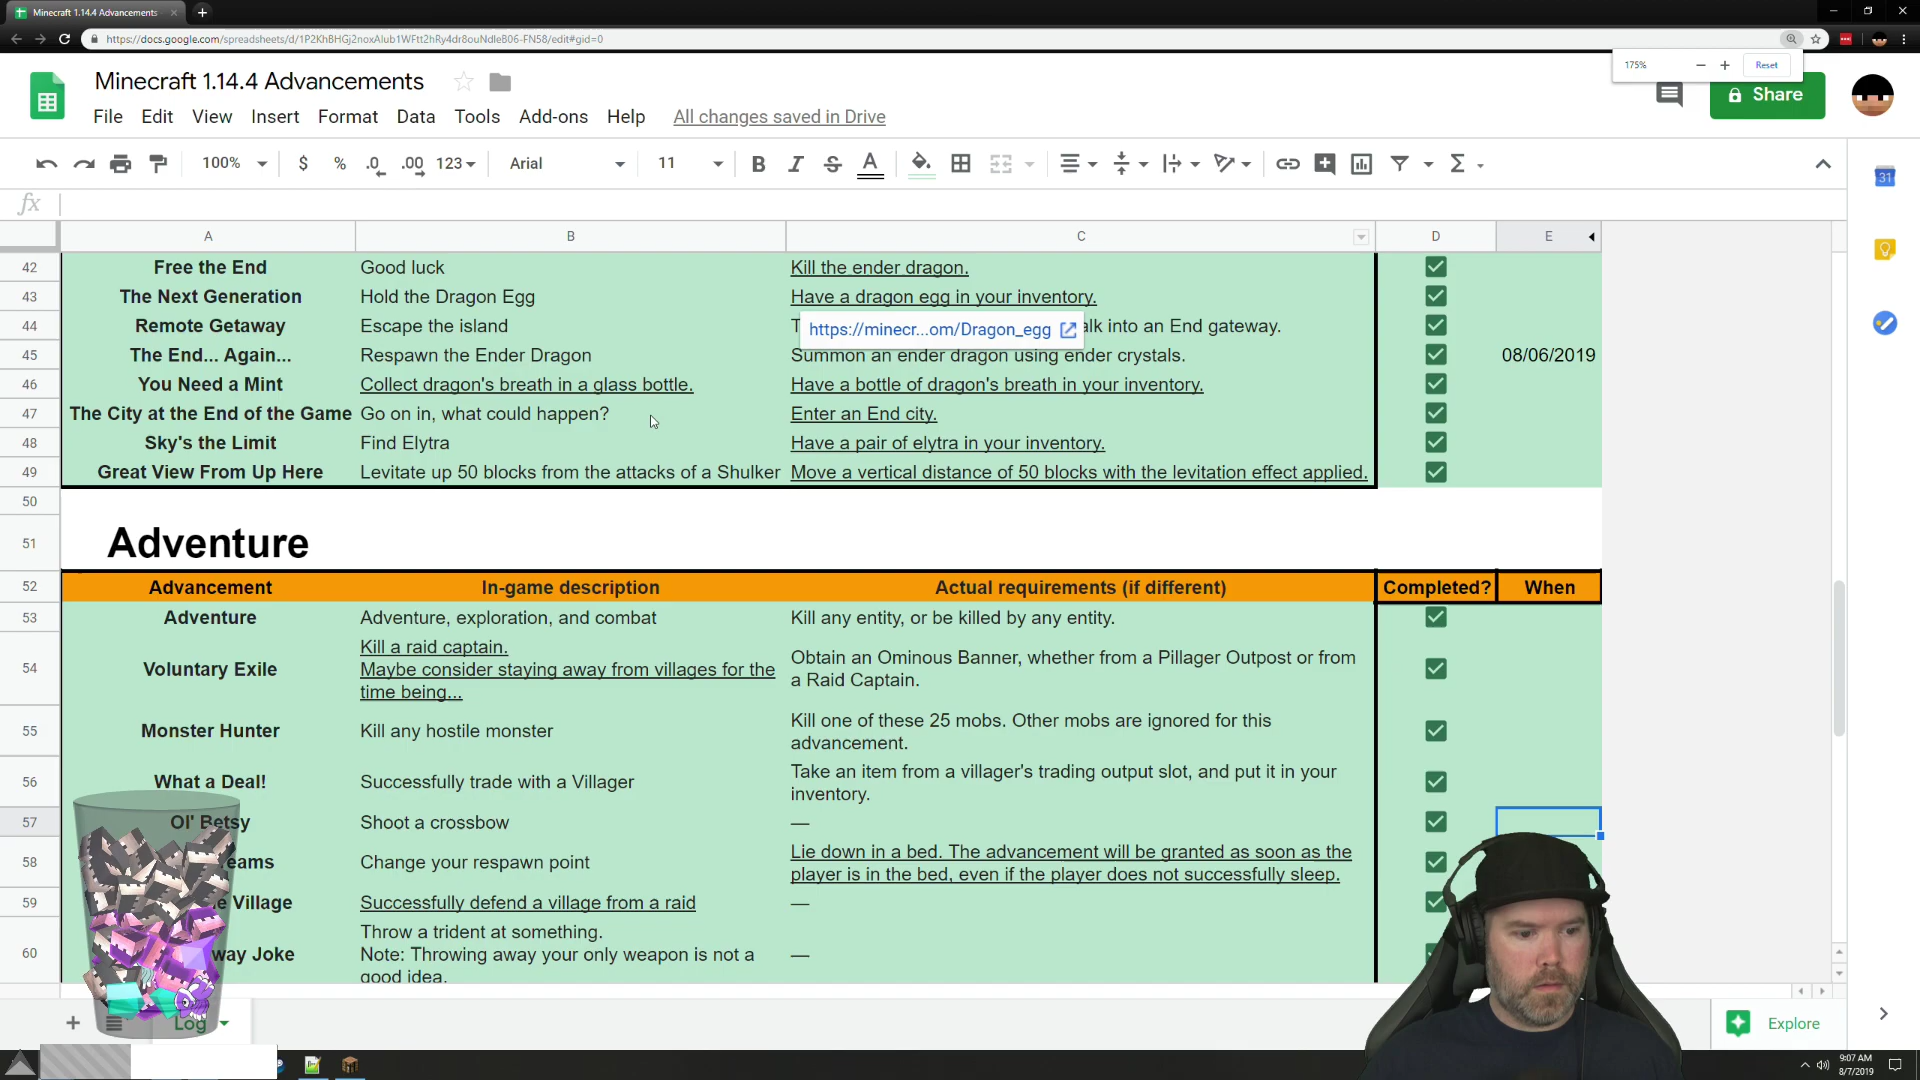 Minecraft 1.14.4 Advancements
https://docs.google.com/spreadsheets/d/1P2KhBHGj2noxAlub1WFtt2hRy4dr8ouNdleB06-FN58/edit#gid=0
175%
Reset
Minecraft 1.14.4 Advancements
Share
File Edit View Insert Format Data Tools Add-ons Help All changes saved in Drive
100% $ % .0 .00 123 Arial 11 B I S A Σ
31
fx
A B C D E
42 Free the End Good luck Kill the ender dragon.
43 The Next Generation Hold the Dragon Egg Have a dragon egg in your inventory.
44 Remote Getaway Escape the island alk into an End gateway.
https://minecr...om/Dragon_egg
45 The End... Again... Respawn the Ender Dragon Summon an ender dragon using ender crystals. 08/06/2019
46 You Need a Mint Collect dragon's breath in a glass bottle. Have a bottle of dragon's breath in your inventory.
47 The City at the End of the Game Go on in, what could happen? Enter an End city.
48 Sky's the Limit Find Elytra Have a pair of elytra in your inventory.
49 Great View From Up Here Levitate up 50 blocks from the attacks of a Shulker Move a vertical distance of 50 blocks with the levitation effect applied.
50
51 Adventure
52 Advancement In-game description Actual requirements (if different) Completed? When
53 Adventure Adventure, exploration, and combat Kill any entity, or be killed by any entity.
54 Voluntary Exile Kill a raid captain.
Maybe consider staying away from villages for the
time being...
Obtain an Ominous Banner, whether from a Pillager Outpost or from
a Raid Captain.
55 Monster Hunter Kill any hostile monster Kill one of these 25 mobs. Other mobs are ignored for this
advancement.
56 What a Deal! Successfully trade with a Villager Take an item from a villager's trading output slot, and put it in your
inventory.
57 Ol' Betsy Shoot a crossbow —
58 eams Change your respawn point Lie down in a bed. The advancement will be granted as soon as the
player is in the bed, even if the player does not successfully sleep.
59 e Village Successfully defend a village from a raid —
60 way Joke Throw a trident at something.
Note: Throwing away your only weapon is not a
good idea.
—
Log
Explore
9:07 AM
8/7/2019